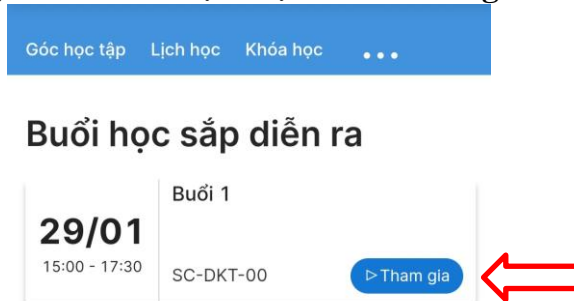 Góc học tập Lịch học Khóa học ...
Buổi học sắp diễn ra
Buổi 1
29/01
15:00 - 17:30
SC-DKT-00
Tham gia